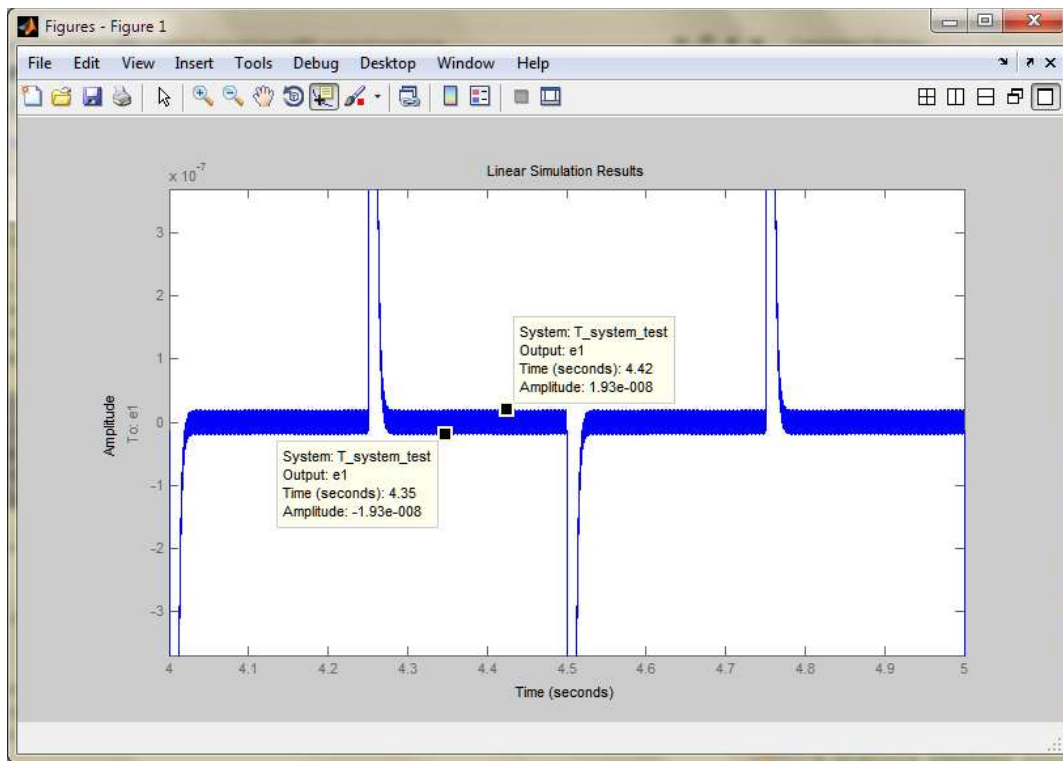 Figures - Figure 1
File Edit View Insert Tools Debug Desktop Window Help
x 10^-7
Linear Simulation Results
3
2
1
0
-1
-2
-3
Amplitude
To: e1
System: T_system_test
Output: e1
Time (seconds): 4.42
Amplitude: 1.93e-008
System: T_system_test
Output: e1
Time (seconds): 4.35
Amplitude: -1.93e-008
4 4.1 4.2 4.3 4.4 4.5 4.6 4.7 4.8 4.9 5
Time (seconds)